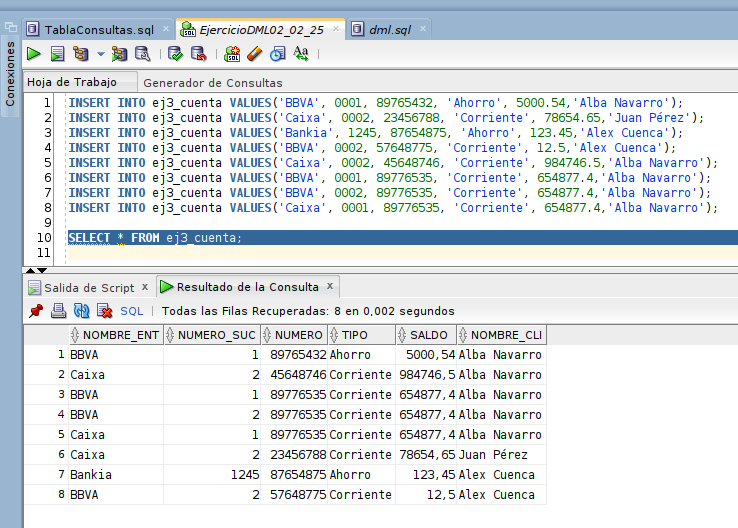 TablaConsultas.sql EjercicioDML02_02_25 dml.sql
Conexiones
Hoja de Trabajo Generador de Consultas
1 INSERT INTO ej3_cuenta VALUES('BBVA', 0001, 89765432, 'Ahorro', 5000.54,'Alba Navarro');
2 INSERT INTO ej3_cuenta VALUES('Caixa', 0002, 23456788, 'Corriente', 78654.65,'Juan Pérez');
3 INSERT INTO ej3_cuenta VALUES('Bankia', 1245, 87654875, 'Ahorro', 123.45,'Alex Cuenca');
4 INSERT INTO ej3_cuenta VALUES('BBVA', 0002, 57648775, 'Corriente', 12.5,'Alex Cuenca');
5 INSERT INTO ej3_cuenta VALUES('Caixa', 0002, 45648746, 'Corriente', 984746.5,'Alba Navarro');
6 INSERT INTO ej3_cuenta VALUES('BBVA', 0001, 89776535, 'Corriente', 654877.4,'Alba Navarro');
7 INSERT INTO ej3_cuenta VALUES('BBVA', 0002, 89776535, 'Corriente', 654877.4,'Alba Navarro');
8 INSERT INTO ej3_cuenta VALUES('Caixa', 0001, 89776535, 'Corriente', 654877.4,'Alba Navarro');
9
10 SELECT * FROM ej3_cuenta;
11
Salida de Script x Resultado de la Consulta x
SQL | Todas las Filas Recuperadas: 8 en 0,002 segundos
NOMBRE_ENT NUMERO_SUC NUMERO TIPO SALDO NOMBRE_CLI
1 BBVA 1 89765432 Ahorro 5000,54 Alba Navarro
2 Caixa 2 45648746 Corriente 984746,5 Alba Navarro
3 BBVA 1 89776535 Corriente 654877,4 Alba Navarro
4 BBVA 2 89776535 Corriente 654877,4 Alba Navarro
5 Caixa 1 89776535 Corriente 654877,4 Alba Navarro
6 Caixa 2 23456788 Corriente 78654,65 Juan Pérez
7 Bankia 1245 87654875 Ahorro 123,45 Alex Cuenca
8 BBVA 2 57648775 Corriente 12,5 Alex Cuenca